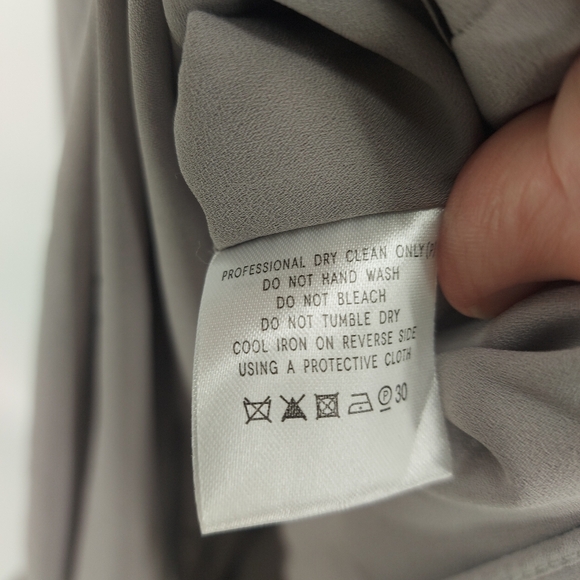 PROFESSIONAL DRY CLEAN ONLY
DO NOT HAND WASH
DO NOT BLEACH
DO NOT TUMBLE DRY
COOL IRON ON REVERSE SIDE
USING A PROTECTIVE CLOTH
P 30